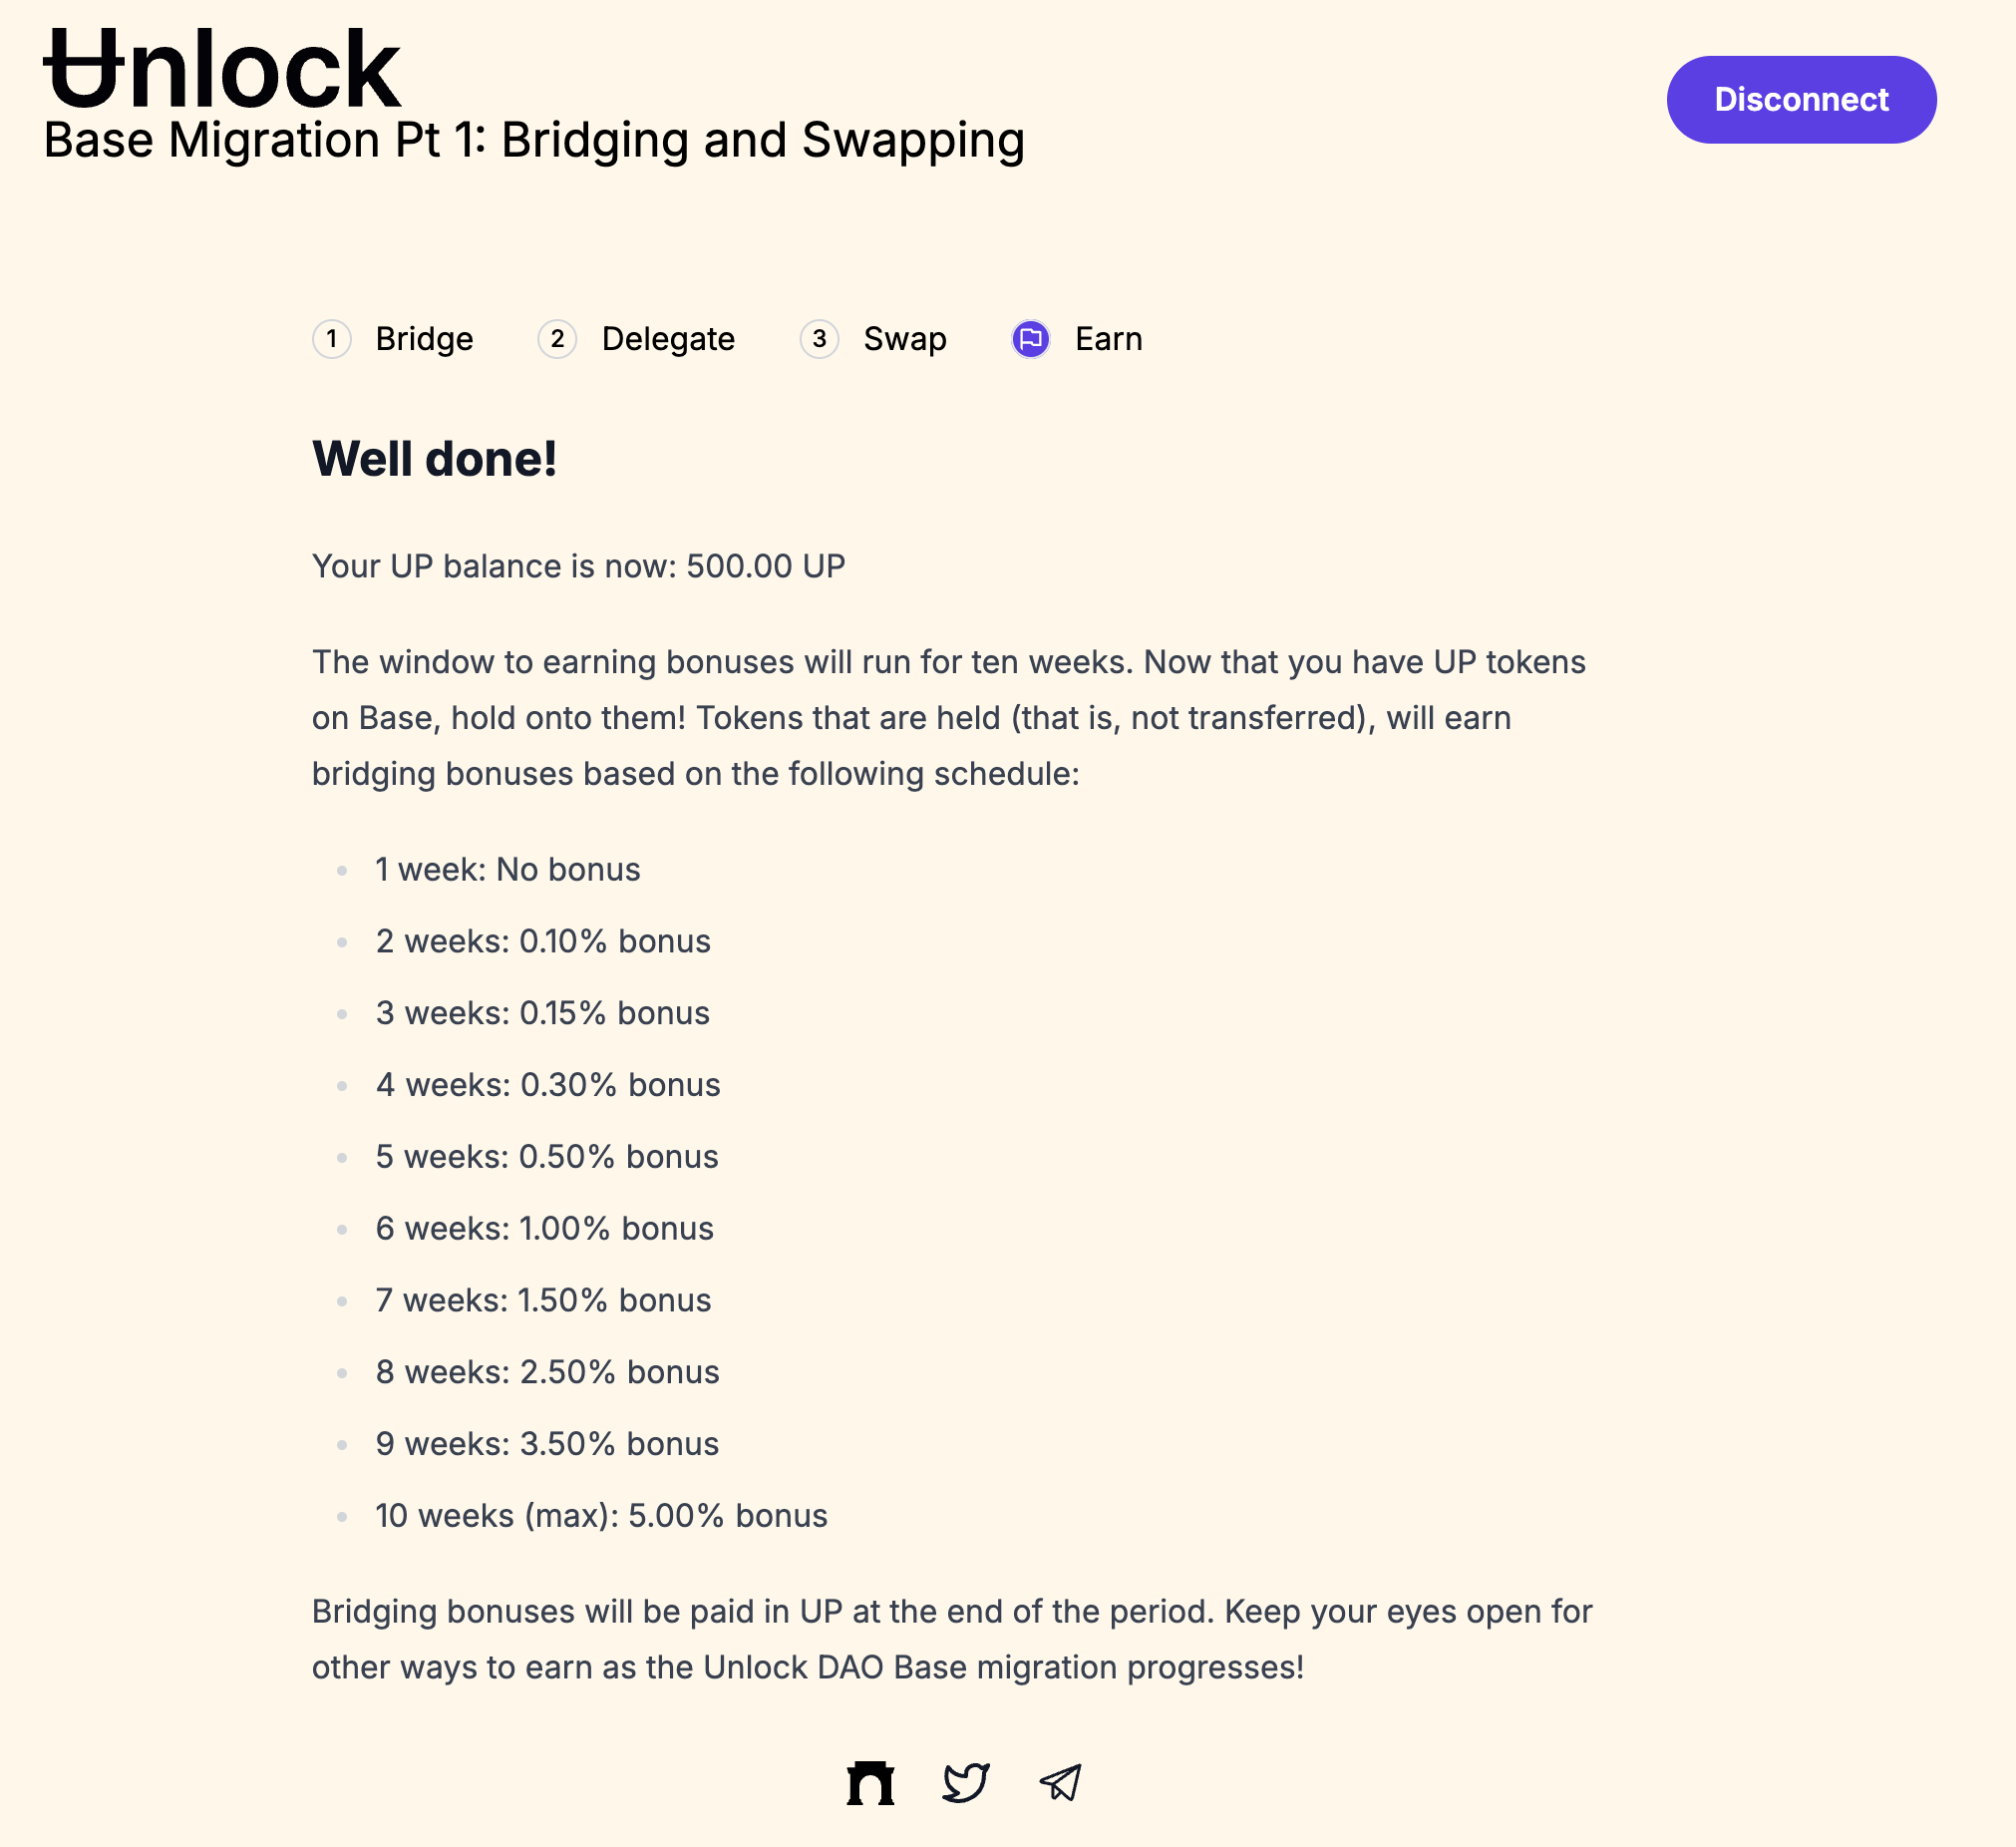 Unlock
Base Migration Pt 1: Bridging and Swapping
Disconnect
1 Bridge 2 Delegate 3 Swap Earn
Well done!
Your UP balance is now: 500.00 UP
The window to earning bonuses will run for ten weeks. Now that you have UP tokens
on Base, hold onto them! Tokens that are held (that is, not transferred), will earn
bridging bonuses based on the following schedule:
1 week: No bonus
2 weeks: 0.10% bonus
3 weeks: 0.15% bonus
4 weeks: 0.30% bonus
5 weeks: 0.50% bonus
6 weeks: 1.00% bonus
7 weeks: 1.50% bonus
8 weeks: 2.50% bonus
9 weeks: 3.50% bonus
10 weeks (max): 5.00% bonus
Bridging bonuses will be paid in UP at the end of the period. Keep your eyes open for
other ways to earn as the Unlock DAO Base migration progresses!